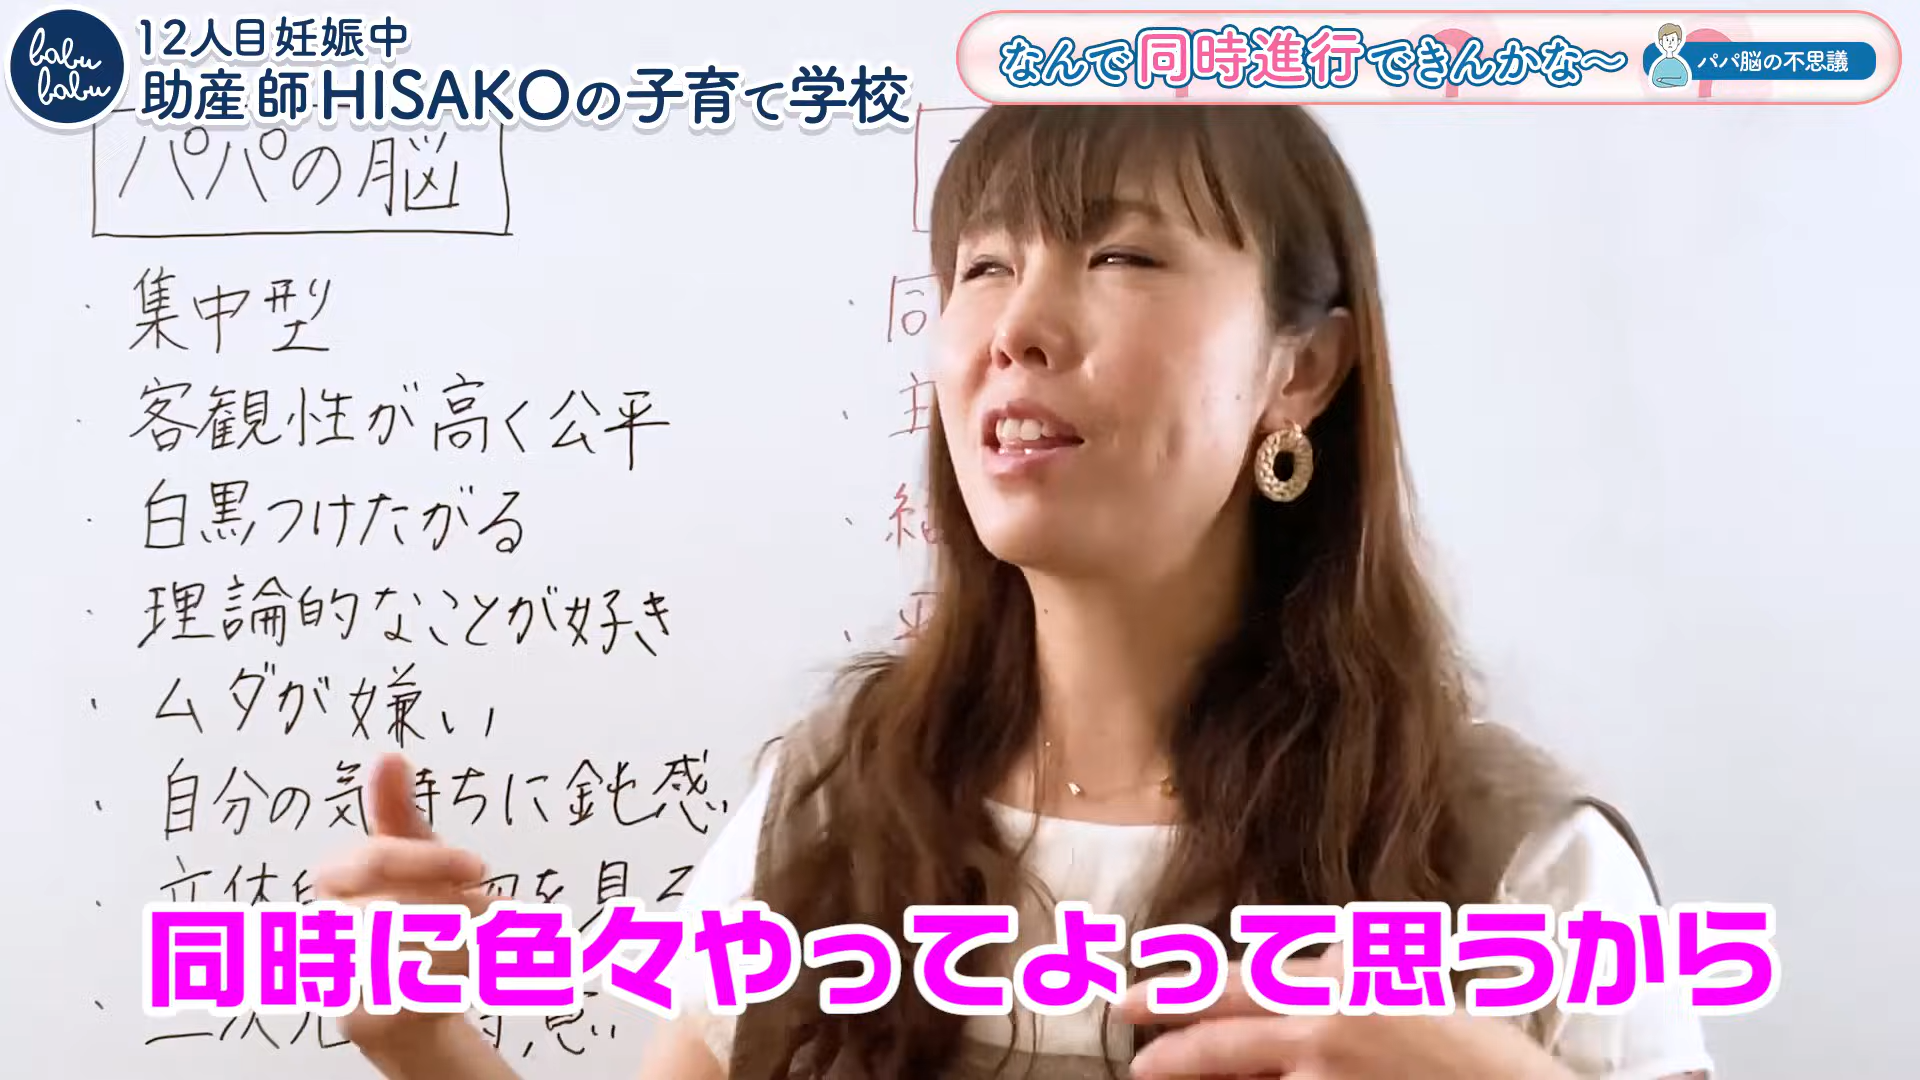 babu
babu
12人目妊娠中
助産師HISAKOの子育て学校
なんで同時進行できんかな～
パパ脳の不思議
パパの脳
・集中型
・客観性が高く公平
・白黒つけたがる
・理論的なことが好き
・ムダが嫌い
・自分の気持ちに鈍感
・同
・主
・
・平
同時に色々やってよって思うから